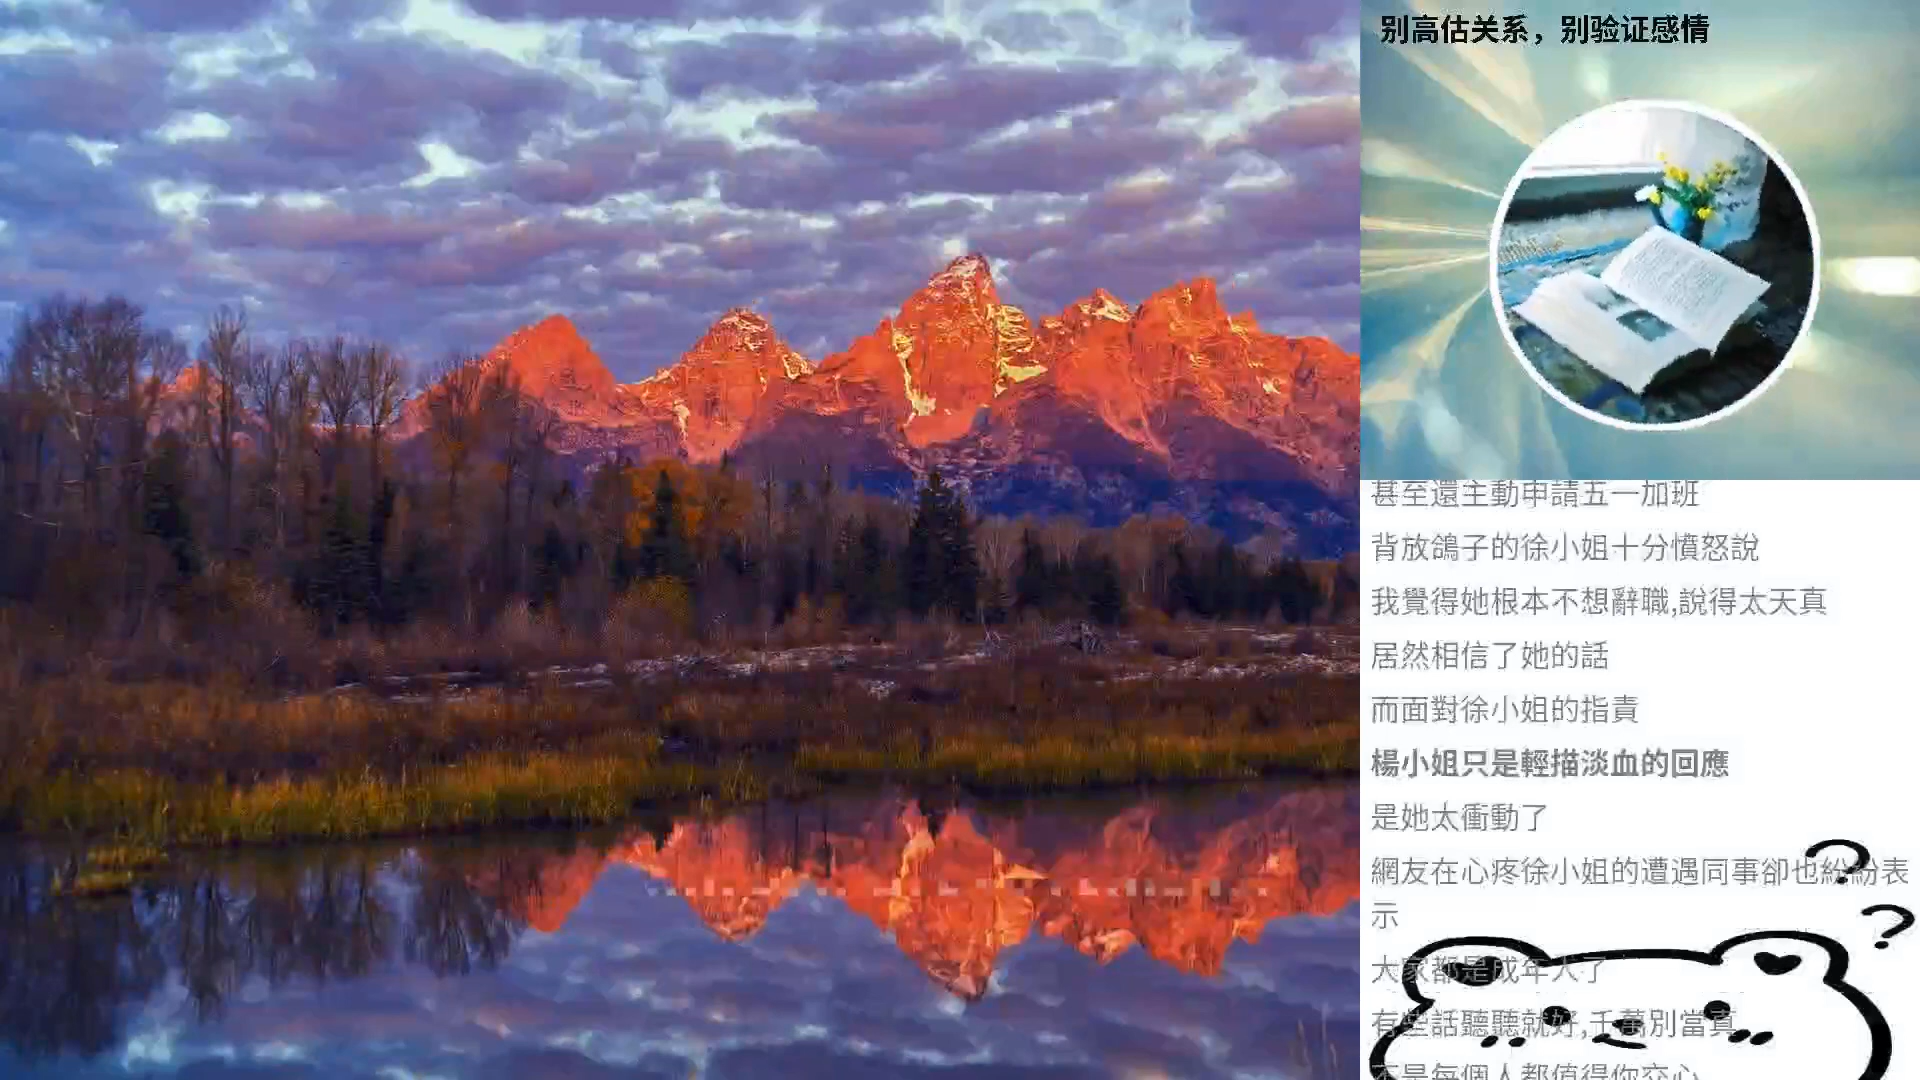 别高估关系，别验证感情
甚至還主動申請五一加班
背放鴿子的徐小姐十分憤怒說
我覺得她根本不想辭職,說得太天真
居然相信了她的話
而面對徐小姐的指責
楊小姐只是輕描淡血的回應
是她太衝動了
網友在心疼徐小姐的遭遇同事卻也紛紛表
示
大家都是成年人了
有些話聽聽就好,千萬別當真
不是每個人都值得你交心